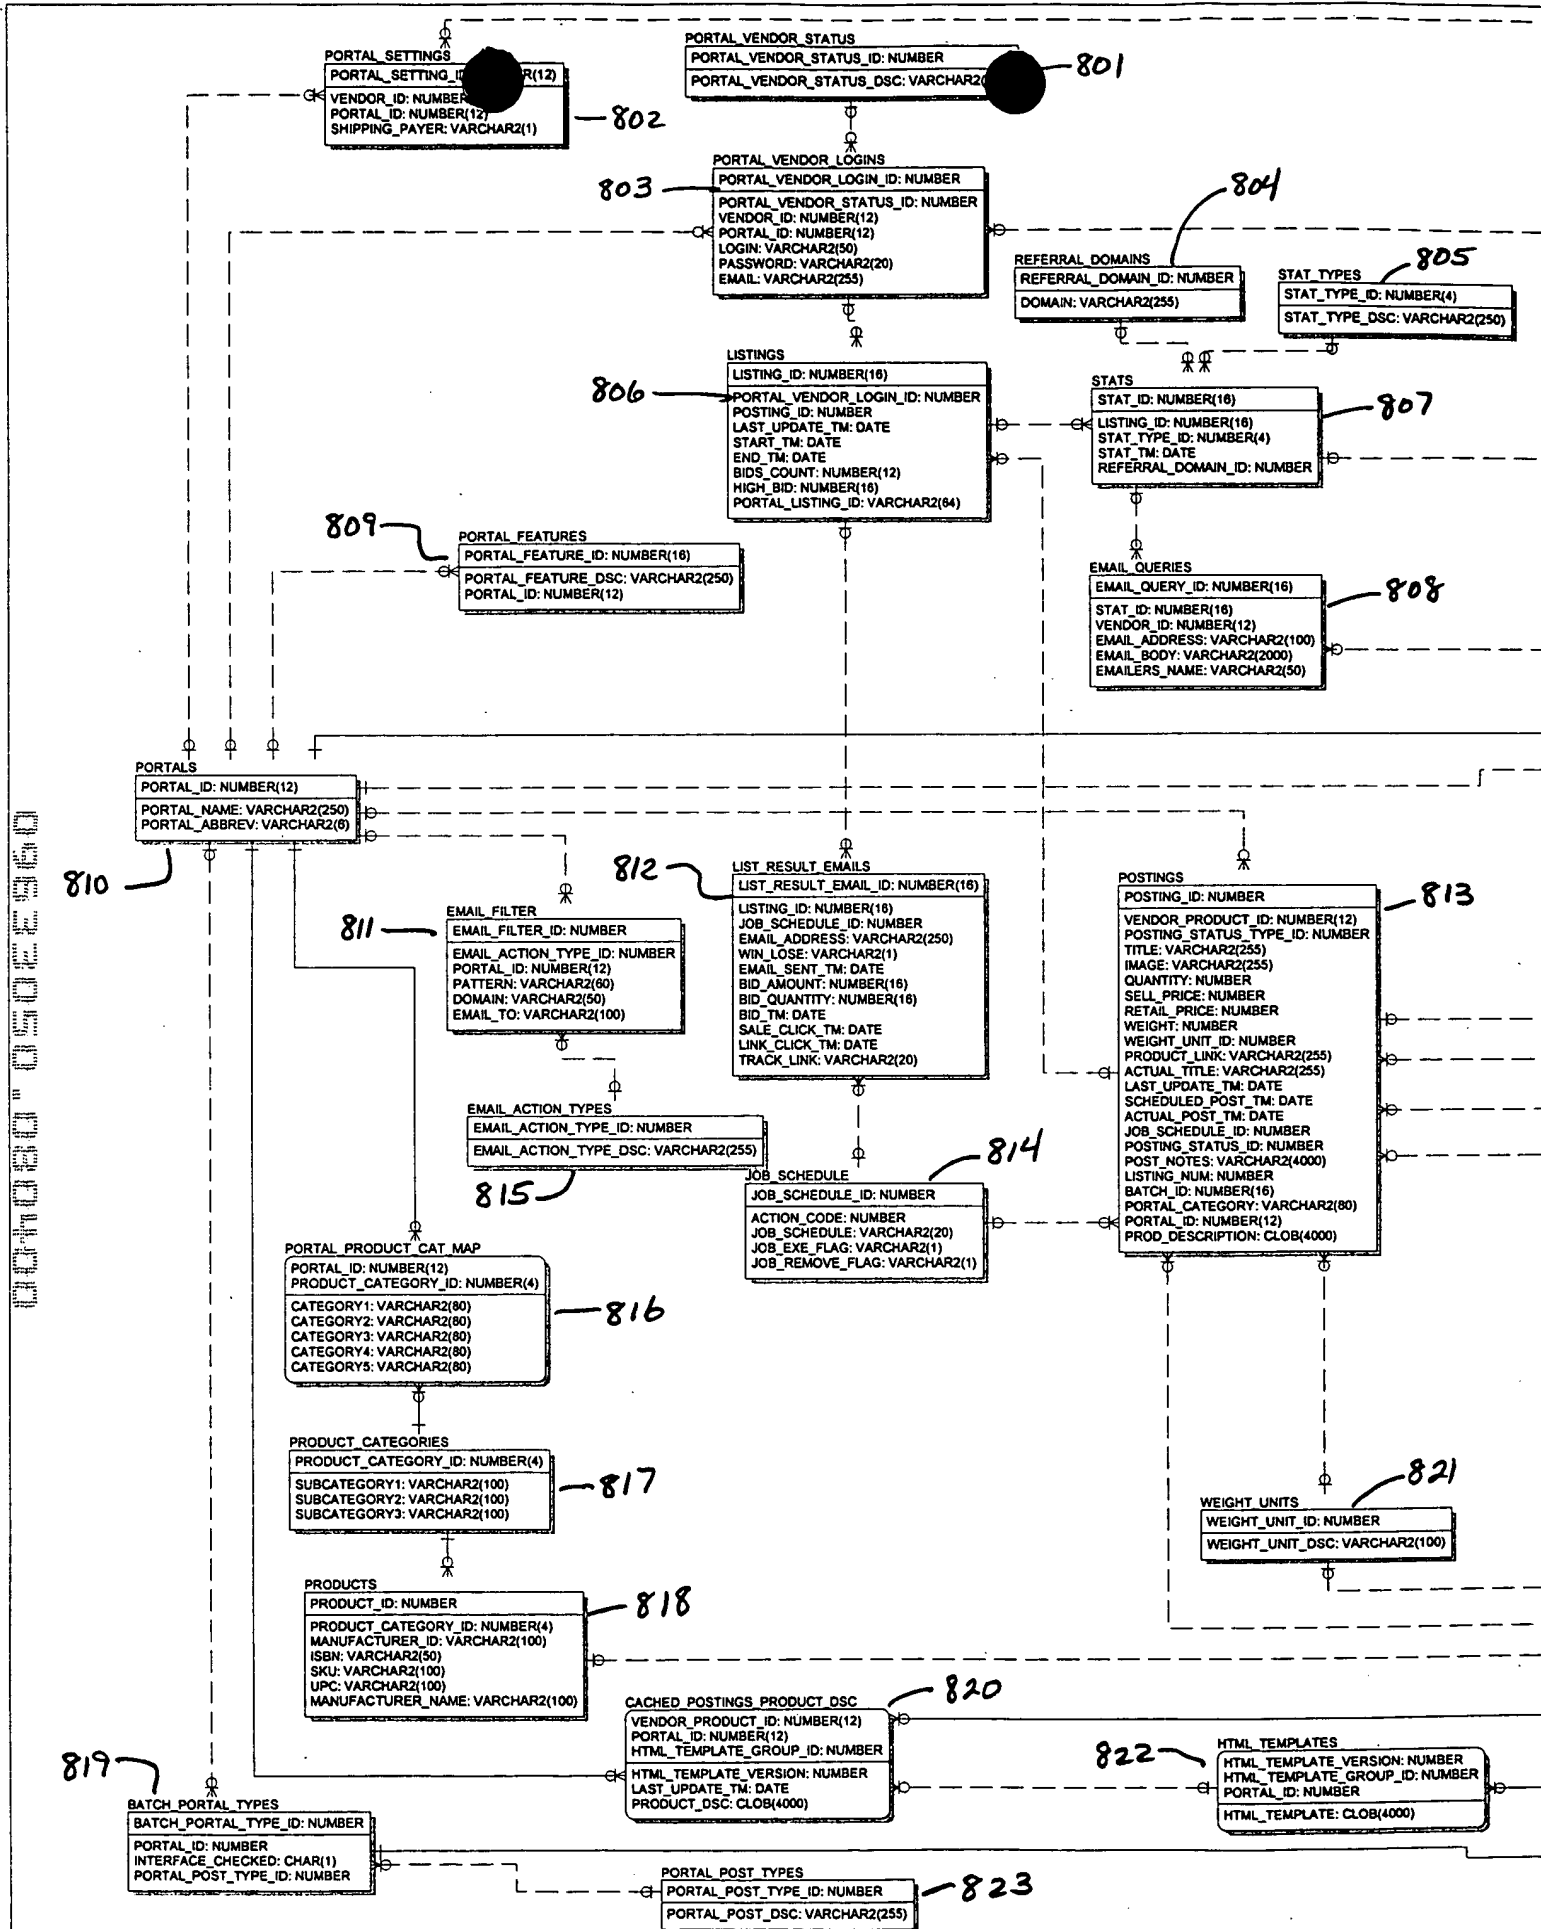 PORTAL_SETTINGS
VENDOR_ID:
PORTAL_ID: NUMBER(12)
SHIPPING_PAYER: VARCHAR2(1)
802
PORTAL_VENDOR_STATUS
PORTAL_VENDOR_STATUS_ID: NUMBER
PORTAL_VENDOR_STATUS_DSC:
801
PORTAL_VENDOR_LOGINS
PORTAL_VENDOR_LOGIN_ID: NUMBER
PORTAL_VENDOR_STATUS_ID: NUMBER
VENDOR_ID: NUMBER(12)
PORTAL_ID: NUMBER(12)
LOGIN: VARCHAR2(50)
PASSWORD: VARCHAR2(20)
EMAIL: VARCHAR2(255)
803
804
REFERRAL_DOMAINS
REFERRAL_DOMAIN_ID: NUMBER
DOMAIN: VARCHAR2(255)
805
STAT_TYPES
STAT_TYPE_ID: NUMBER(4)
STAT_TYPE_DSC: VARCHAR2(250)
806
LISTINGS
LISTING_ID: NUMBER(16)
PORTAL_VENDOR_LOGIN_ID: NUMBER
POSTING_ID: NUMBER
LAST_UPDATE_TM: DATE
START_TM: DATE
END_TM: DATE
BIDS_COUNT: NUMBER(12)
HIGH_BID: NUMBER(16)
PORTAL_LISTING_ID: VARCHAR2(64)
STATS
STAT_ID: NUMBER(16)
LISTING_ID: NUMBER(16)
STAT_TYPE_ID: NUMBER(4)
STAT_TM: DATE
REFERRAL_DOMAIN_ID: NUMBER
807
809
PORTAL_FEATURES
PORTAL_FEATURE_ID: NUMBER(16)
PORTAL_FEATURE_DSC: VARCHAR2(250)
PORTAL_ID: NUMBER(12)
EMAIL_QUERIES
EMAIL_QUERY_ID: NUMBER(16)
STAT_ID: NUMBER(16)
VENDOR_ID: NUMBER(12)
EMAIL_ADDRESS: VARCHAR2(100)
EMAIL_BODY: VARCHAR2(2000)
EMAILERS_NAME: VARCHAR2(50)
808
PORTALS
PORTAL_ID: NUMBER(12)
PORTAL_NAME: VARCHAR2(250)
PORTAL_ABBREV: VARCHAR2(6)
810
811
EMAIL_FILTER
EMAIL_FILTER_ID: NUMBER
EMAIL_ACTION_TYPE_ID: NUMBER
PORTAL_ID: NUMBER(12)
PATTERN: VARCHAR2(60)
DOMAIN: VARCHAR2(50)
EMAIL_TO: VARCHAR2(100)
812
LIST_RESULT_EMAILS
LIST_RESULT_EMAIL_ID: NUMBER(16)
LISTING_ID: NUMBER(16)
JOB_SCHEDULE_ID: NUMBER
EMAIL_ADDRESS: VARCHAR2(250)
WIN_LOSE: VARCHAR2(1)
EMAIL_SENT_TM: DATE
BID_AMOUNT: NUMBER(16)
BID_QUANTITY: NUMBER(16)
BID_TM: DATE
SALE_CLICK_TM: DATE
LINK_CLICK_TM: DATE
TRACK_LINK: VARCHAR2(20)
POSTINGS
POSTING_ID: NUMBER
VENDOR_PRODUCT_ID: NUMBER(12)
POSTING_STATUS_TYPE_ID: NUMBER
TITLE: VARCHAR2(255)
IMAGE: VARCHAR2(255)
QUANTITY: NUMBER
SELL_PRICE: NUMBER
RETAIL_PRICE: NUMBER
WEIGHT: NUMBER
WEIGHT_UNIT_ID: NUMBER
PRODUCT_LINK: VARCHAR2(255)
ACTUAL_TITLE: VARCHAR2(255)
LAST_UPDATE_TM: DATE
SCHEDULED_POST_TM: DATE
ACTUAL_POST_TM: DATE
JOB_SCHEDULE_ID: NUMBER
POSTING_STATUS_ID: NUMBER
POST_NOTES: VARCHAR2(4000)
LISTING_NUM: NUMBER
BATCH_ID: NUMBER(16)
PORTAL_CATEGORY: VARCHAR2(80)
PORTAL_ID: NUMBER(12)
PROD_DESCRIPTION: CLOB(4000)
813
EMAIL_ACTION_TYPES
EMAIL_ACTION_TYPE_ID: NUMBER
EMAIL_ACTION_TYPE_DSC: VARCHAR2(255)
815
814
JOB_SCHEDULE
JOB_SCHEDULE_ID: NUMBER
ACTION_CODE: NUMBER
JOB_SCHEDULE: VARCHAR2(20)
JOB_EXE_FLAG: VARCHAR2(1)
JOB_REMOVE_FLAG: VARCHAR2(1)
PORTAL_PRODUCT_CAT_MAP
PORTAL_ID: NUMBER(12)
PRODUCT_CATEGORY_ID: NUMBER(4)
CATEGORY1: VARCHAR2(80)
CATEGORY2: VARCHAR2(80)
CATEGORY3: VARCHAR2(80)
CATEGORY4: VARCHAR2(80)
CATEGORY5: VARCHAR2(80)
816
PRODUCT_CATEGORIES
PRODUCT_CATEGORY_ID: NUMBER(4)
SUBCATEGORY1: VARCHAR2(100)
SUBCATEGORY2: VARCHAR2(100)
SUBCATEGORY3: VARCHAR2(100)
817
821
WEIGHT_UNITS
WEIGHT_UNIT_ID: NUMBER
WEIGHT_UNIT_DSC: VARCHAR2(100)
PRODUCTS
PRODUCT_ID: NUMBER
PRODUCT_CATEGORY_ID: NUMBER(4)
MANUFACTURER_ID: VARCHAR2(100)
ISBN: VARCHAR2(50)
SKU: VARCHAR2(100)
UPC: VARCHAR2(100)
MANUFACTURER_NAME: VARCHAR2(100)
818
820
CACHED_POSTINGS_PRODUCT_DSC
VENDOR_PRODUCT_ID: NUMBER(12)
PORTAL_ID: NUMBER(12)
HTML_TEMPLATE_GROUP_ID: NUMBER
HTML_TEMPLATE_VERSION: NUMBER
LAST_UPDATE_TM: DATE
PRODUCT_DSC: CLOB(4000)
822
HTML_TEMPLATES
HTML_TEMPLATE_VERSION: NUMBER
HTML_TEMPLATE_GROUP_ID: NUMBER
PORTAL_ID: NUMBER
HTML_TEMPLATE: CLOB(4000)
819
BATCH_PORTAL_TYPES
BATCH_PORTAL_TYPE_ID: NUMBER
PORTAL_ID: NUMBER
INTERFACE_CHECKED: CHAR(1)
PORTAL_POST_TYPE_ID: NUMBER
PORTAL_POST_TYPES
PORTAL_POST_TYPE_ID: NUMBER
PORTAL_POST_DSC: VARCHAR2(255)
823